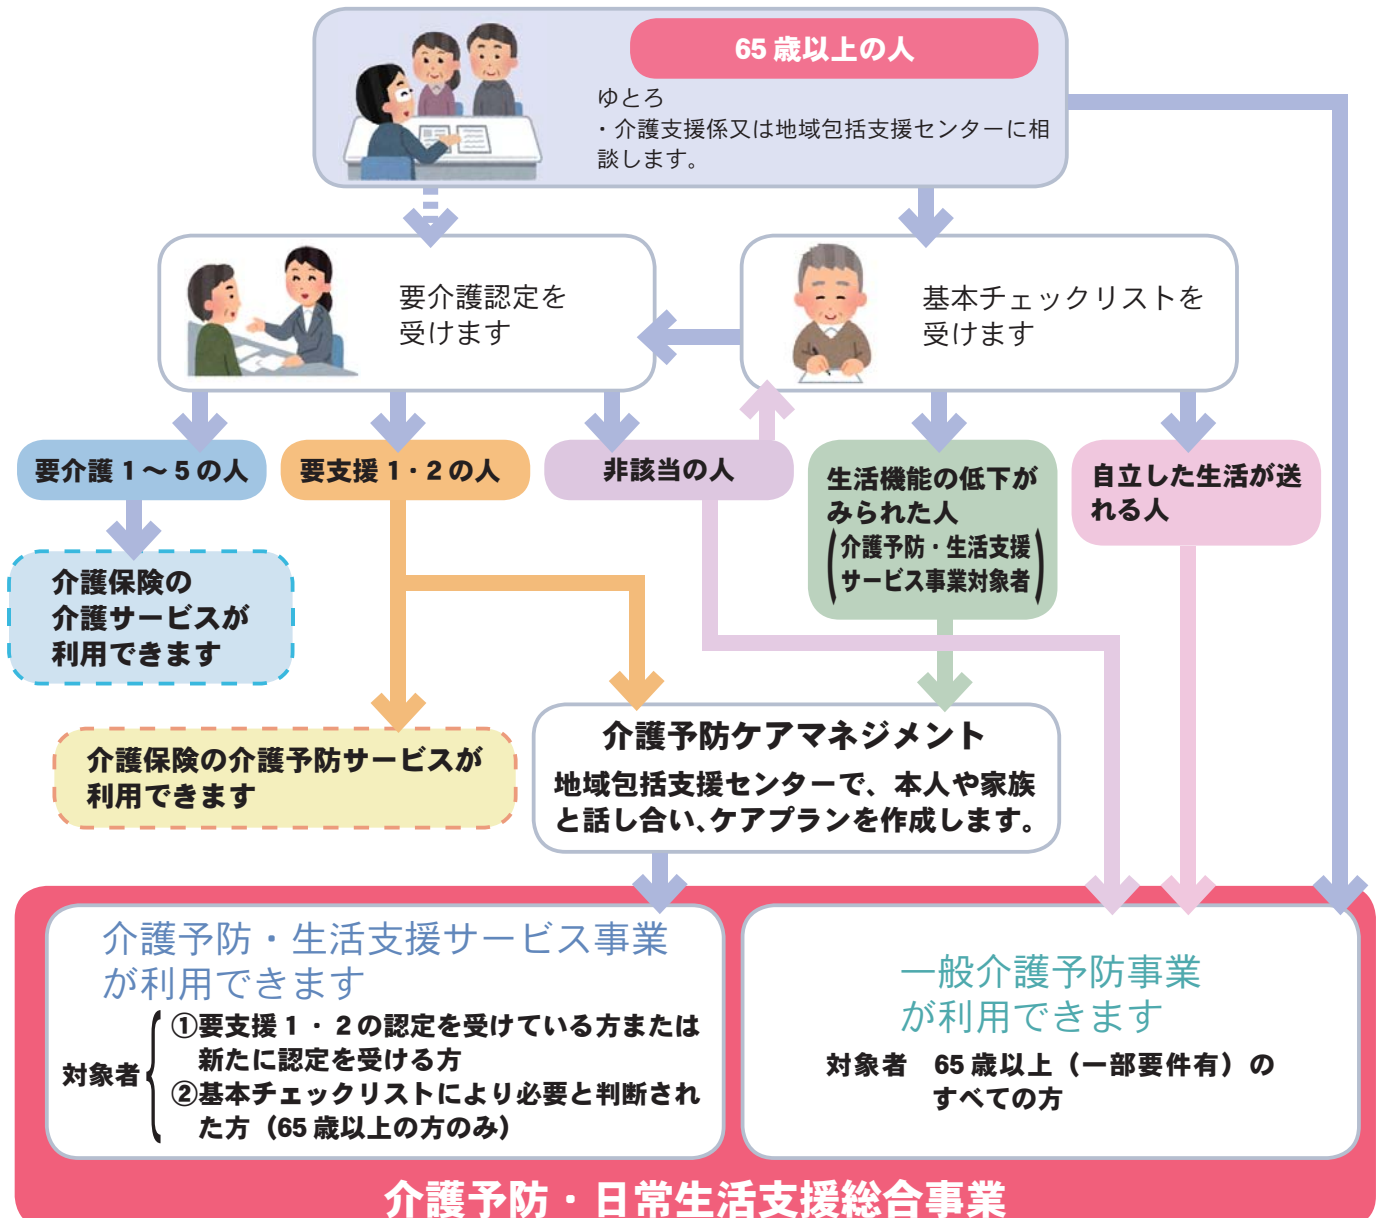 65歳以上の人
ゆとろ
・介護支援係又は地域包括支援センターに相
談します。
要介護認定を
受けます
基本チェックリストを
受けます
要介護1～5の人
要支援1・2の人
非該当の人
生活機能の低下が
みられた人
(介護予防・生活支援
サービス事業対象者)
自立した生活が送
れる人
介護保険の
介護サービスが
利用できます
介護保険の介護予防サービスが
利用できます
介護予防ケアマネジメント
地域包括支援センターで、本人や家族
と話し合い、ケアプランを作成します。
介護予防・生活支援サービス事業
が利用できます
対象者
①要支援1・2の認定を受けている方または
新たに認定を受ける方
②基本チェックリストにより必要と判断され
た方（65歳以上の方のみ）
一般介護予防事業
が利用できます
対象者　65歳以上（一部要件有）の
すべての方
介護予防・日常生活支援総合事業